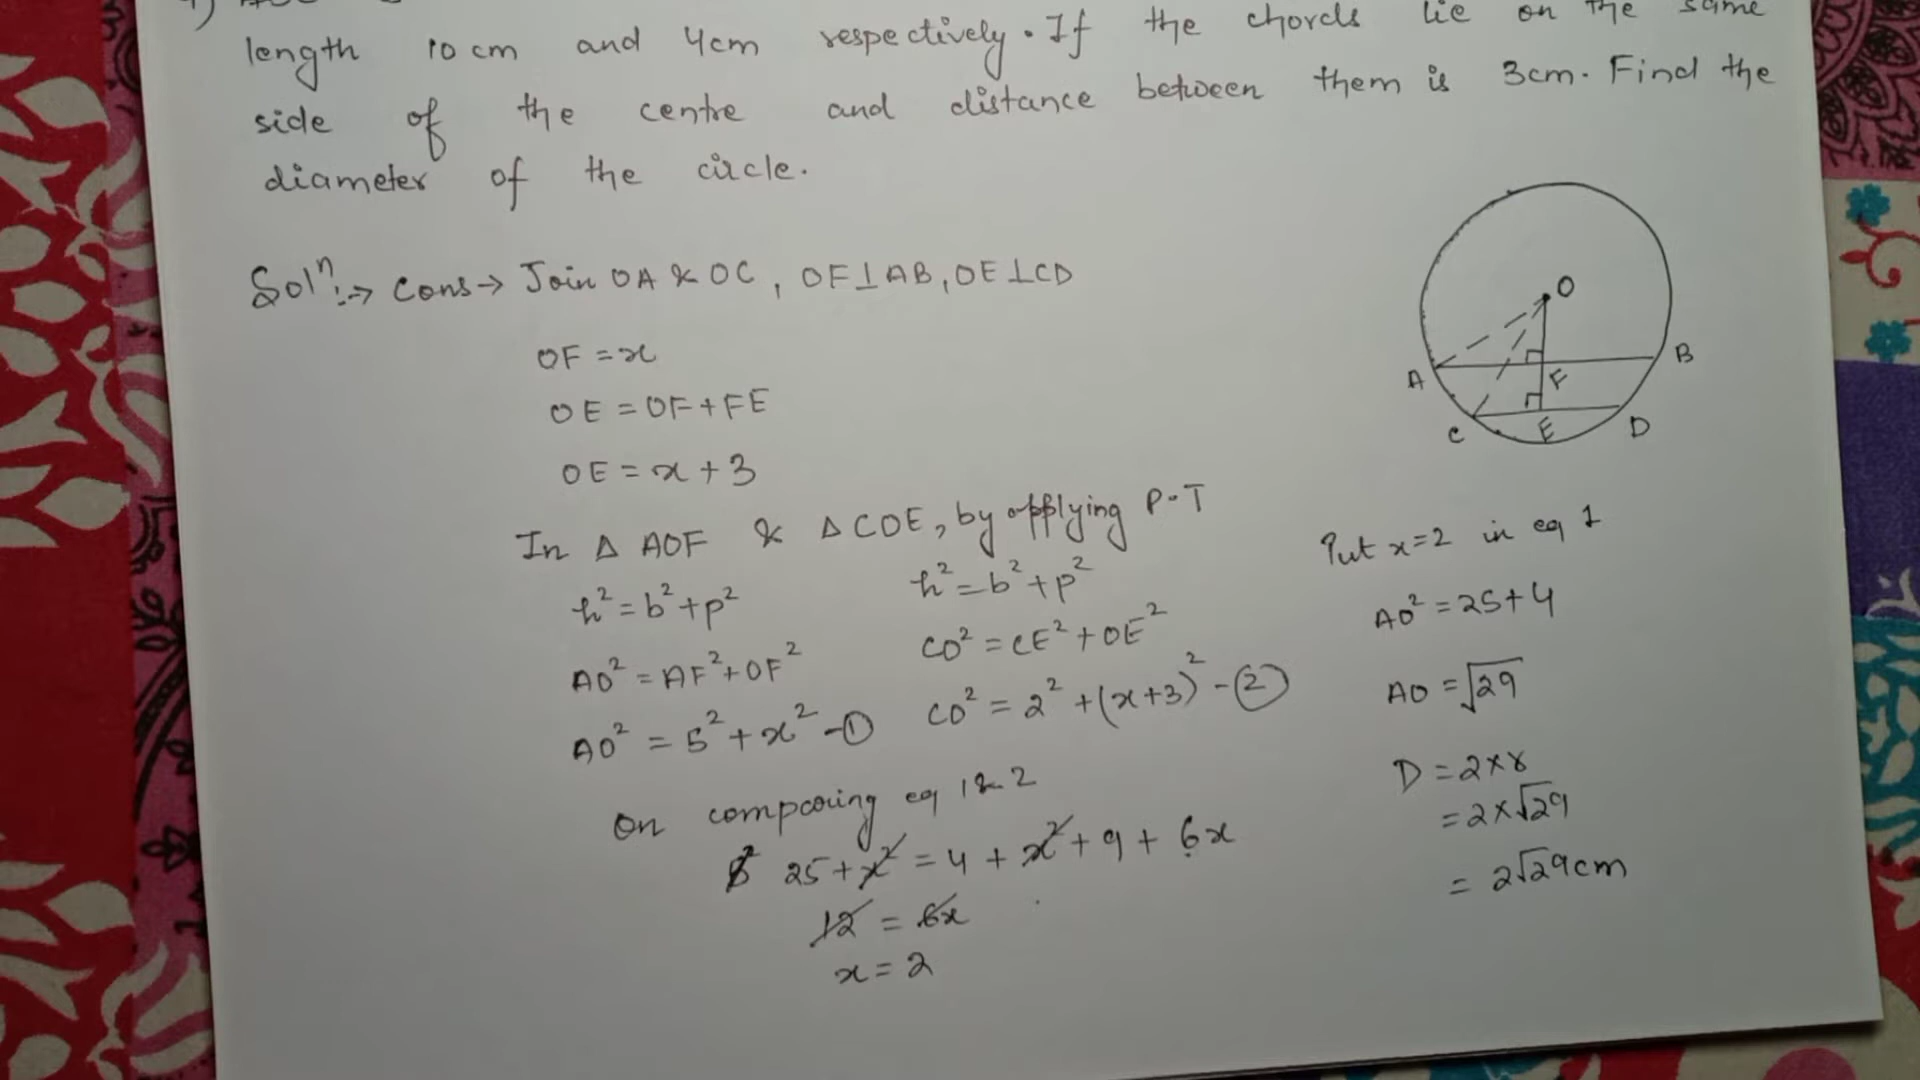 length 10 cm and 4cm respectively. If the chords lie on the same
side of the centre and distance between them is 3cm. Find the
diameter of the circle.
Solⁿ:→ Cons→ Join OA & OC, OF⊥AB, OE⊥CD
OF = x
OE = OF + FE
OE = x + 3
In Δ AOF & Δ COE, by applying P.T
h² = b² + p²
AO² = AF² + OF²
AO² = 5² + x² - ①
h² = b² + p²
CO² = CE² + OE²
CO² = 2² + (x+3)² - ②
On comparing eq 1 & 2
25 + x² = 4 + x² + 9 + 6x
12 = 6x
x = 2
O
A
B
F
C
E
D
Put x=2 in eq 1
AO² = 25 + 4
AO = √29
D = 2×r
= 2×√29
= 2√29 cm